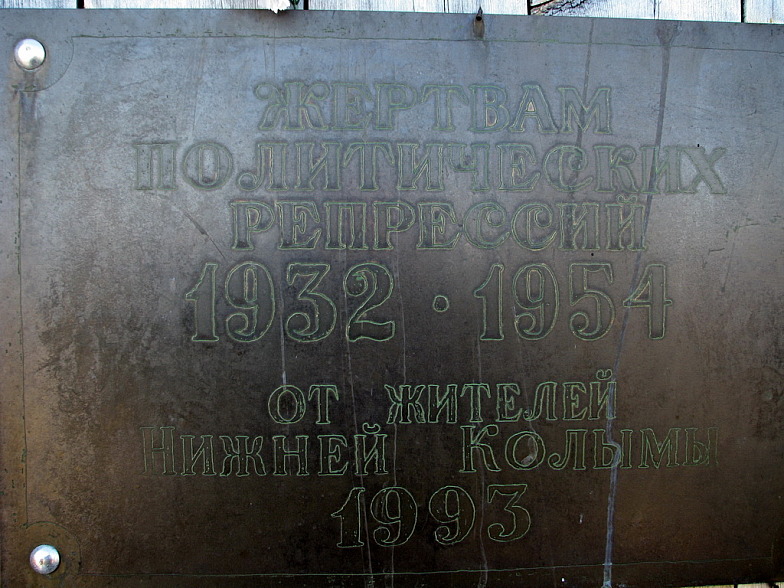 ЖЕРТВАМ
ПОЛИТИЧЕСКИХ
РЕПРЕССИЙ
1932 · 1954
ОТ ЖИТЕЛЕЙ
НИЖНЕЙ КОЛЫМЫ
1993